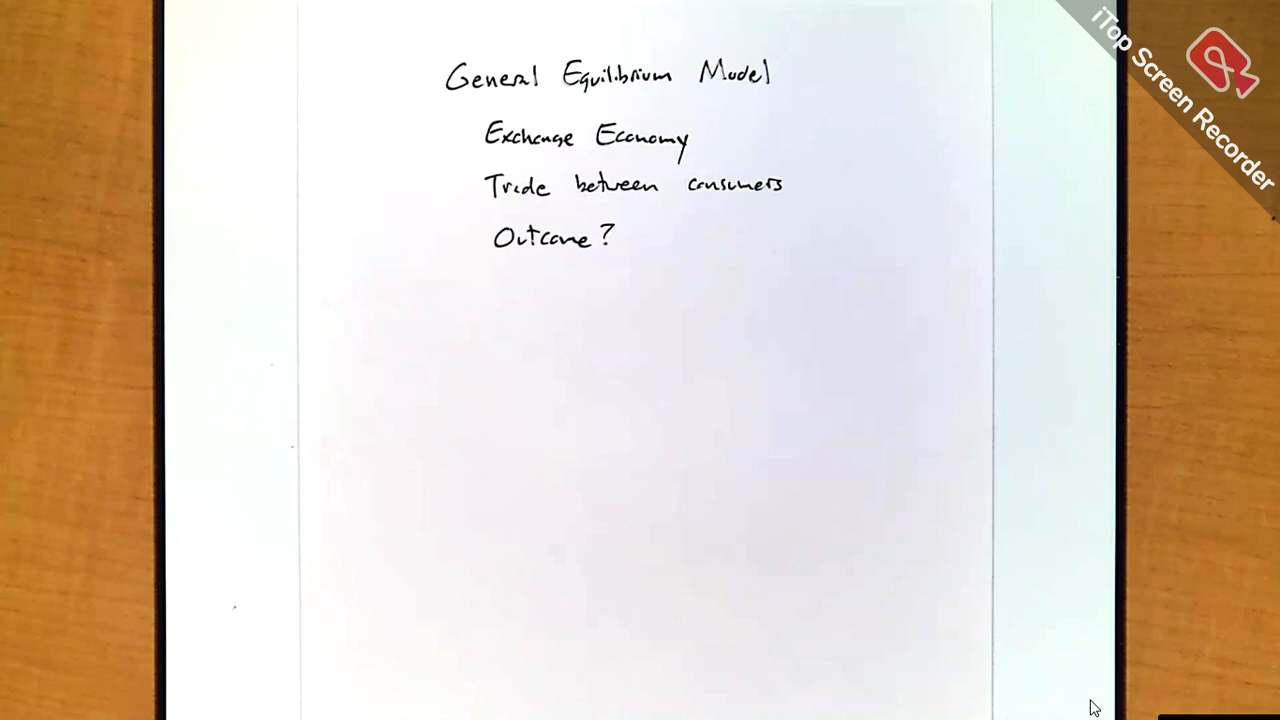 General Equilibrium Model
Exchange Economy
Trade between consumers
Outcome?
iTop Screen Recorder